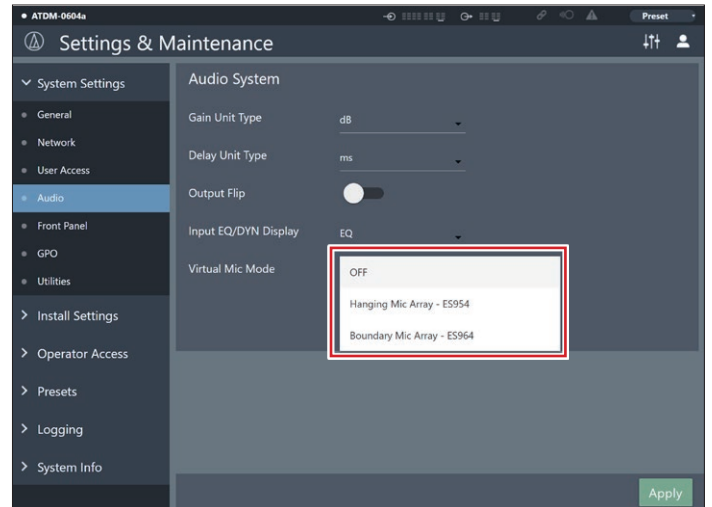 ATDM-0604a
Preset
Settings & Maintenance
System Settings
General
Network
User Access
Audio
Front Panel
GPO
Utilities
Install Settings
Operator Access
Presets
Logging
System Info
Audio System
Gain Unit Type
dB
Delay Unit Type
ms
Output Flip
Input EQ/DYN Display
EQ
Virtual Mic Mode
OFF
Hanging Mic Array - ES954
Boundary Mic Array - ES964
Apply